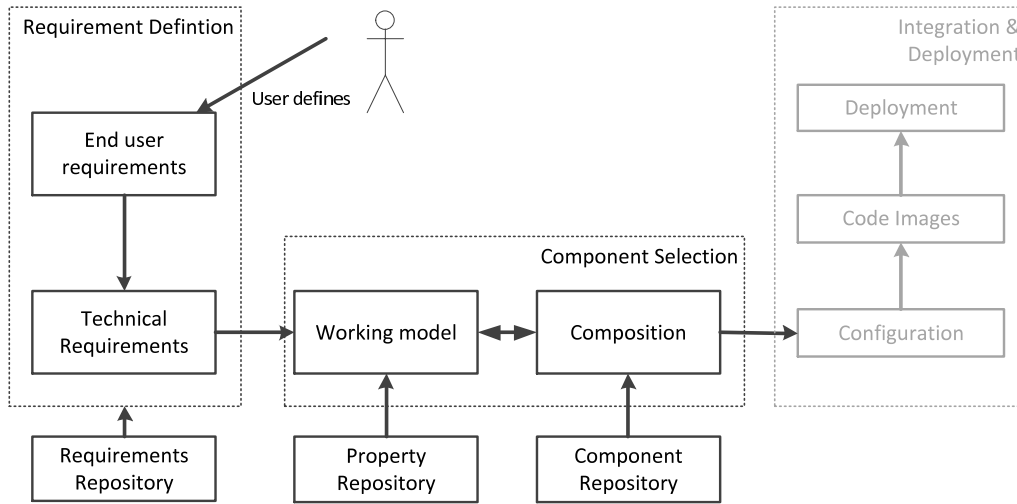 Requirement Defintion
User defines
End user
requirements
Technical
Requirements
Requirements
Repository
Component Selection
Working model
Composition
Property
Repository
Component
Repository
Integration &
Deployment
Deployment
Code Images
Configuration